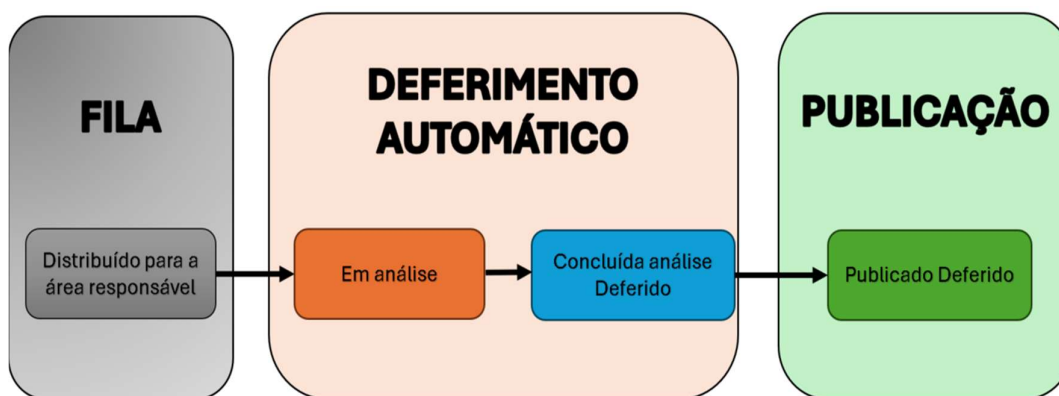 FILA
Distribuído para a
área responsável
DEFERIMENTO
AUTOMÁTICO
Em análise
Concluída análise
Deferido
PUBLICAÇÃO
Publicado Deferido